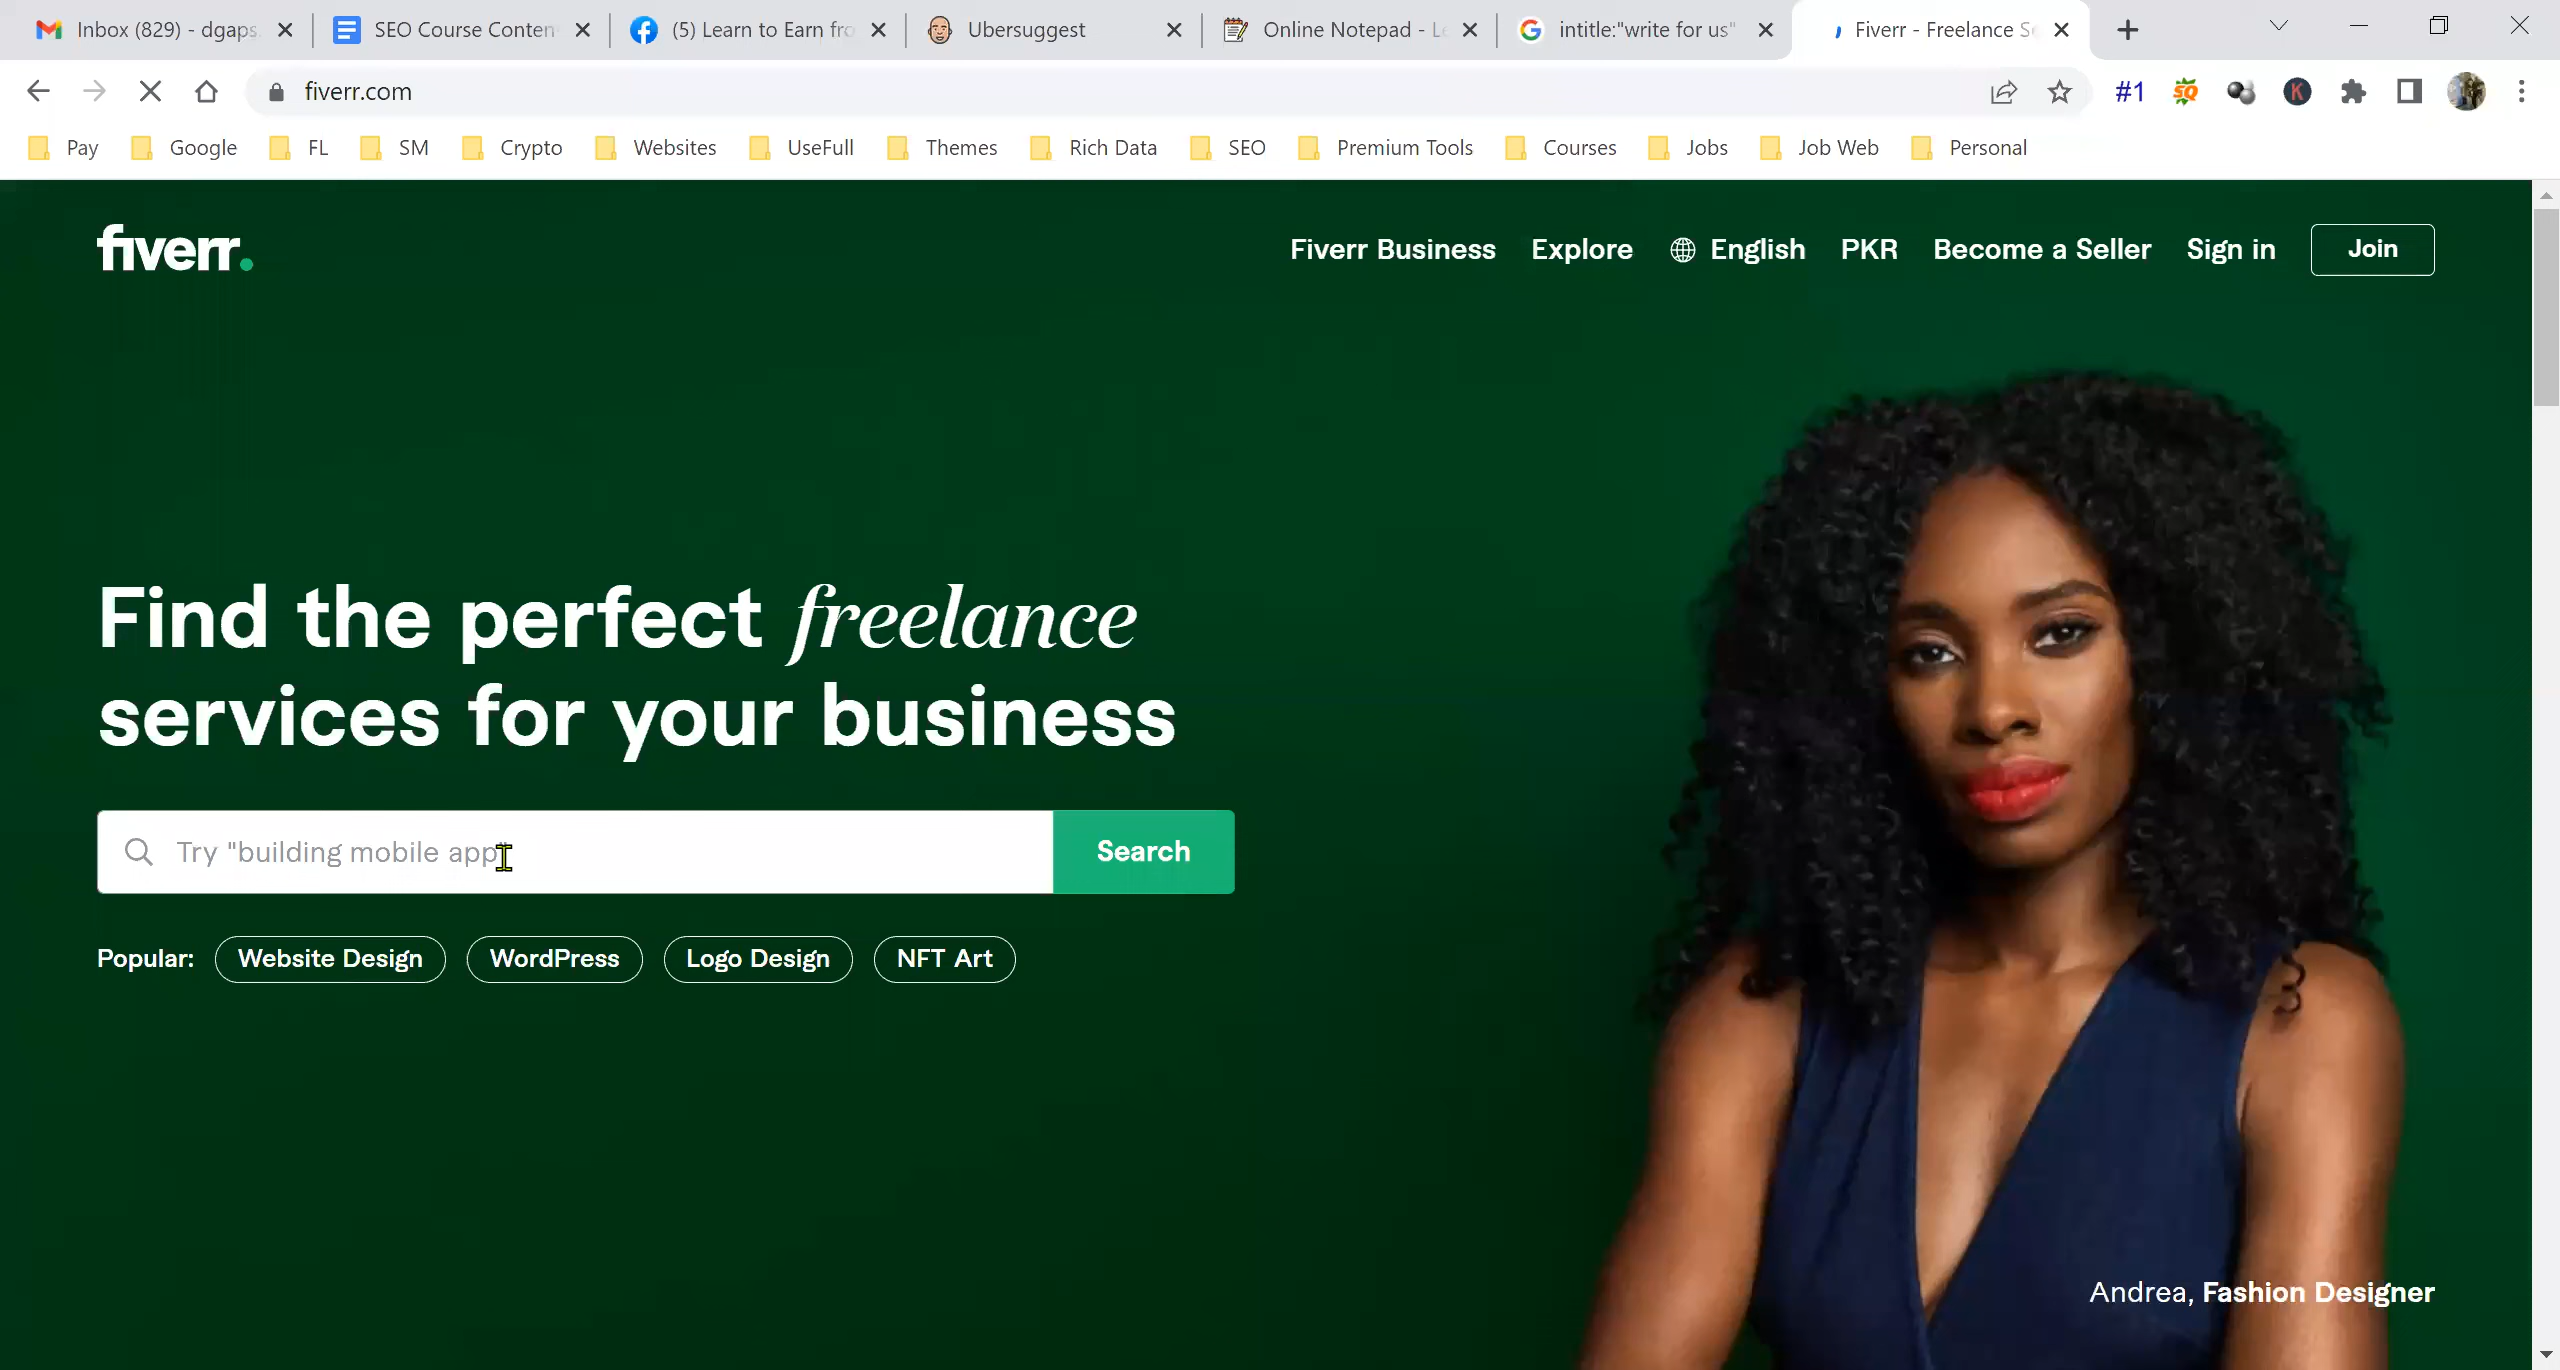 Inbox (829) - dgaps
SEO Course Conten
(5) Learn to Earn fro
Ubersuggest
Online Notepad - Le
intitle:"write for us"
Fiverr - Freelance Se
fiverr.com
#1
SQ
K
Pay
Google
FL
SM
Crypto
Websites
UseFull
Themes
Rich Data
SEO
Premium Tools
Courses
Jobs
Job Web
Personal
fiverr.
Fiverr Business
Explore
English
PKR
Become a Seller
Sign in
Join
Find the perfect freelance
services for your business
Try "building mobile app"
Search
Popular:
Website Design
WordPress
Logo Design
NFT Art
Andrea, Fashion Designer